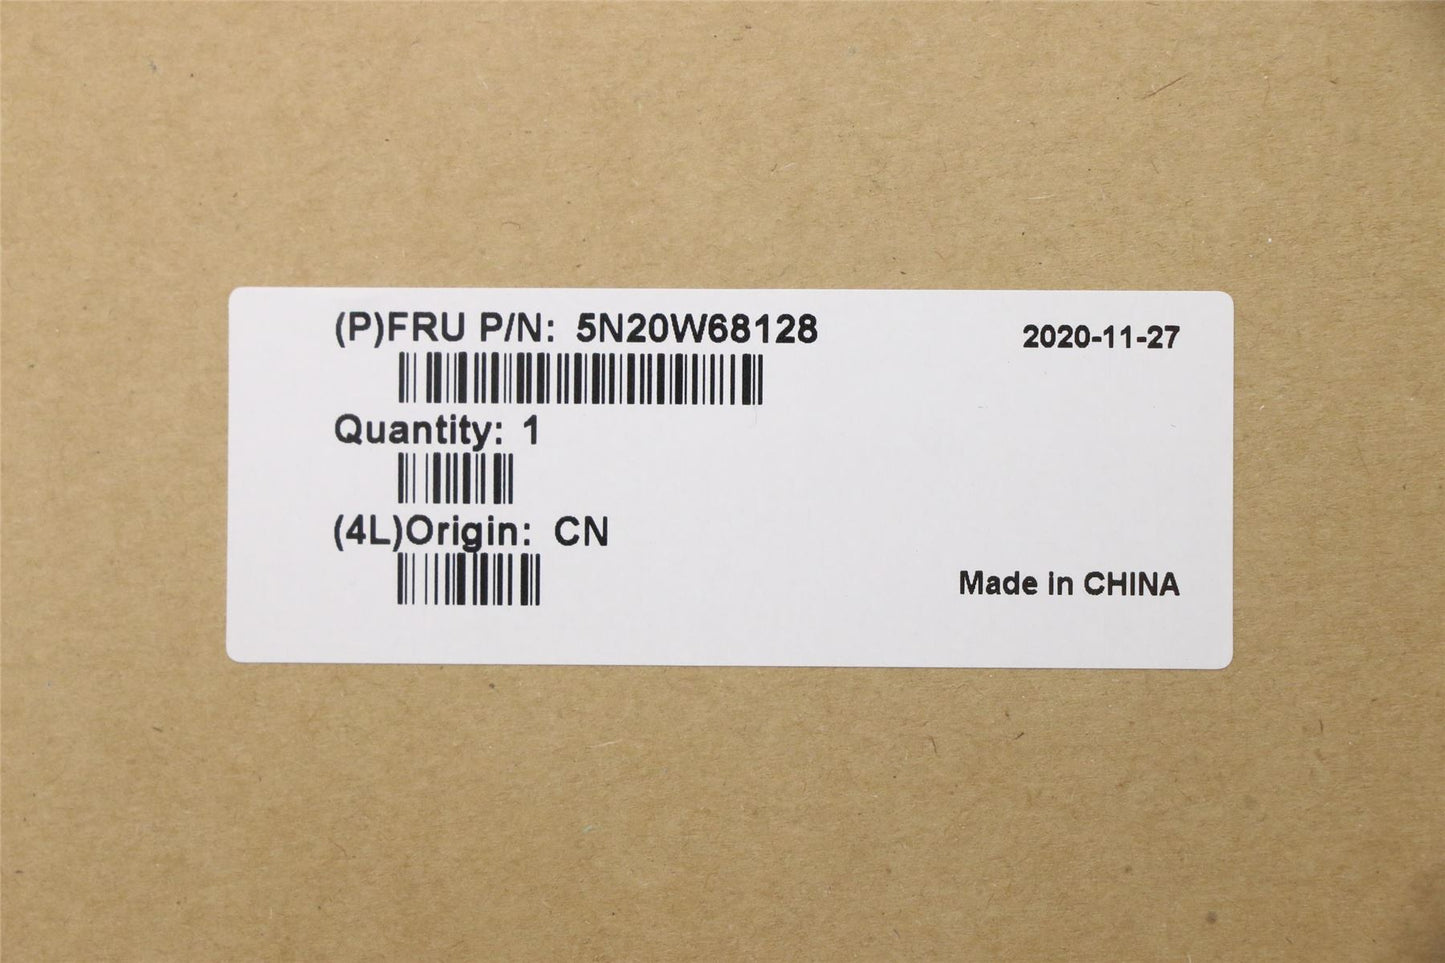 (P)FRU P/N: 5N20W68128
2020-11-27
Quantity: 1
(4L)Origin: CN
Made in CHINA